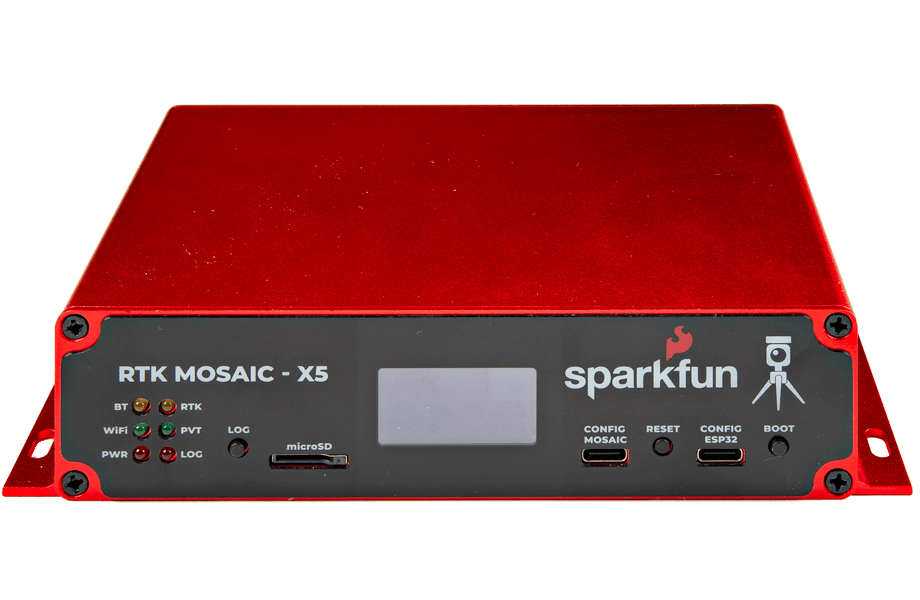 RTK MOSAIC - X5
sparkfun
BT RTK
WiFi PVT
PWR LOG
LOG
microSD
CONFIG
MOSAIC
RESET
CONFIG
ESP32
BOOT